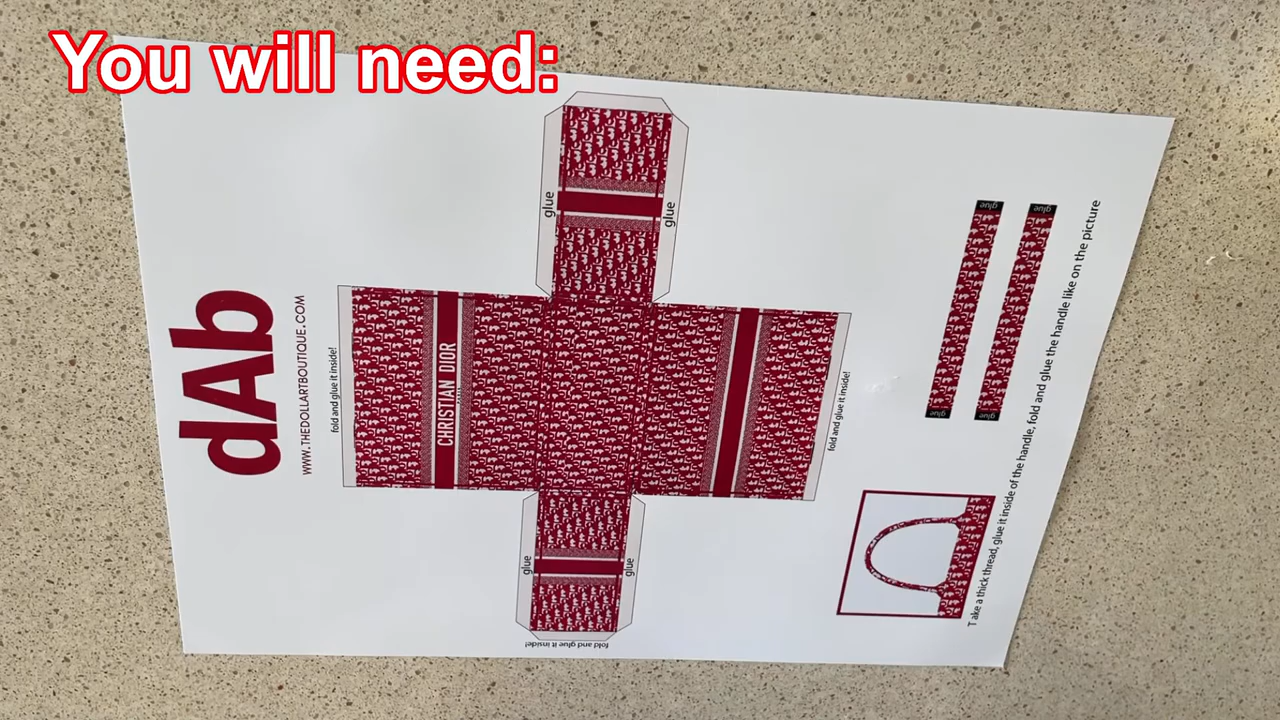 You will need:
dAb
WWW.THEDOLLARTBOUTIQUE.COM
fold and glue it inside!
CHRISTIAN DIOR
glue
glue
glue
glue
fold and glue it inside!
fold and glue it inside!
glue
glue
glue
glue
T ake a thick thread, glue it inside of the handle, fold and glue the handle like on the picture